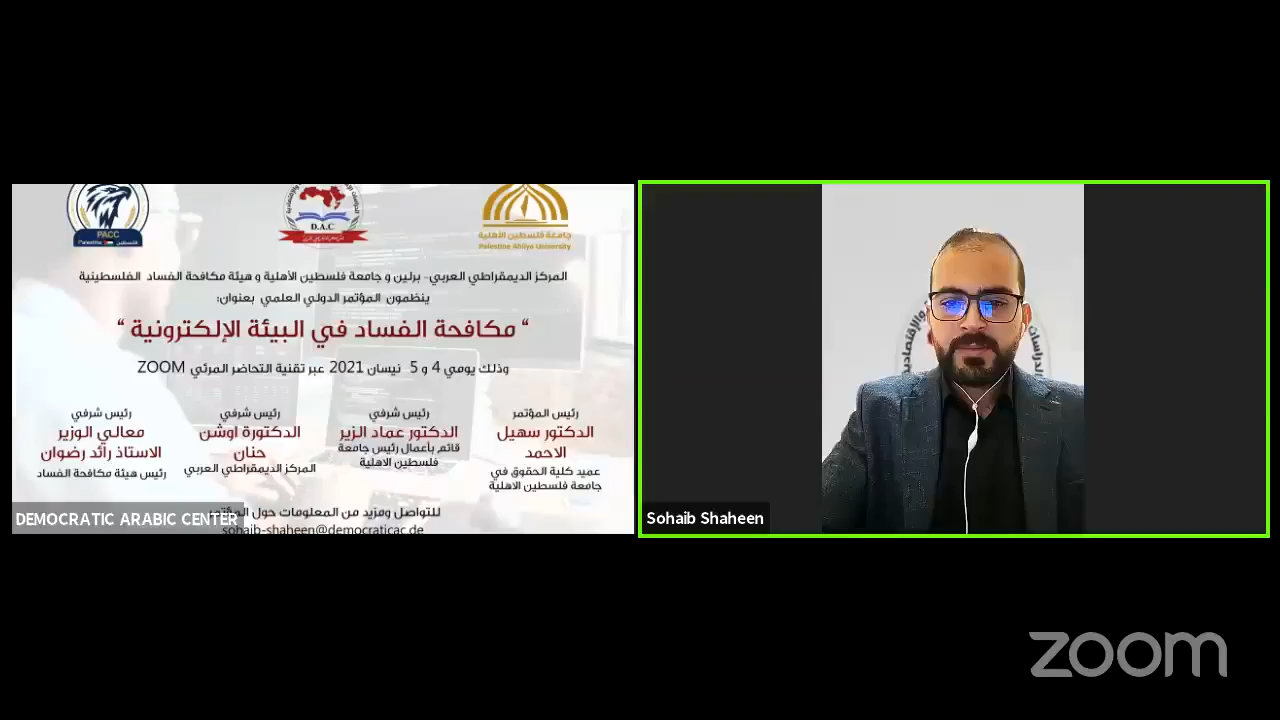 PACC
Palestine فلسطين
D.A.C
جامعة فلسطين الأهلية
Palestine Ahliya University
المركز الديمقراطي العربي- برلين و جامعة فلسطين الأهلية و هيئة مكافحة الفساد الفلسطينية
ينظمون المؤتمر الدولي العلمي بعنوان:
“ مكافحة الفساد في البيئة الإلكترونية “
وذلك يومي 4 و 5 نيسان 2021 عبر تقنية التحاضر المرئي ZOOM
رئيس المؤتمر
الدكتور سهيل
الاحمد
عميد كلية الحقوق في
جامعة فلسطين الاهلية
رئيس شرفي
الدكتور عماد الزير
قائم بأعمال رئيس جامعة
فلسطين الاهلية
رئيس شرفي
الدكتورة اوشن
حنان
المركز الديمقراطي العربي
رئيس شرفي
معالي الوزير
الاستاذ رائد رضوان
رئيس هيئة مكافحة الفساد
للتواصل ومزيد من المعلومات حول المؤتمر
sohaib-shaheen@democraticac.de
DEMOCRATIC ARABIC CENTER
Sohaib Shaheen
zoom